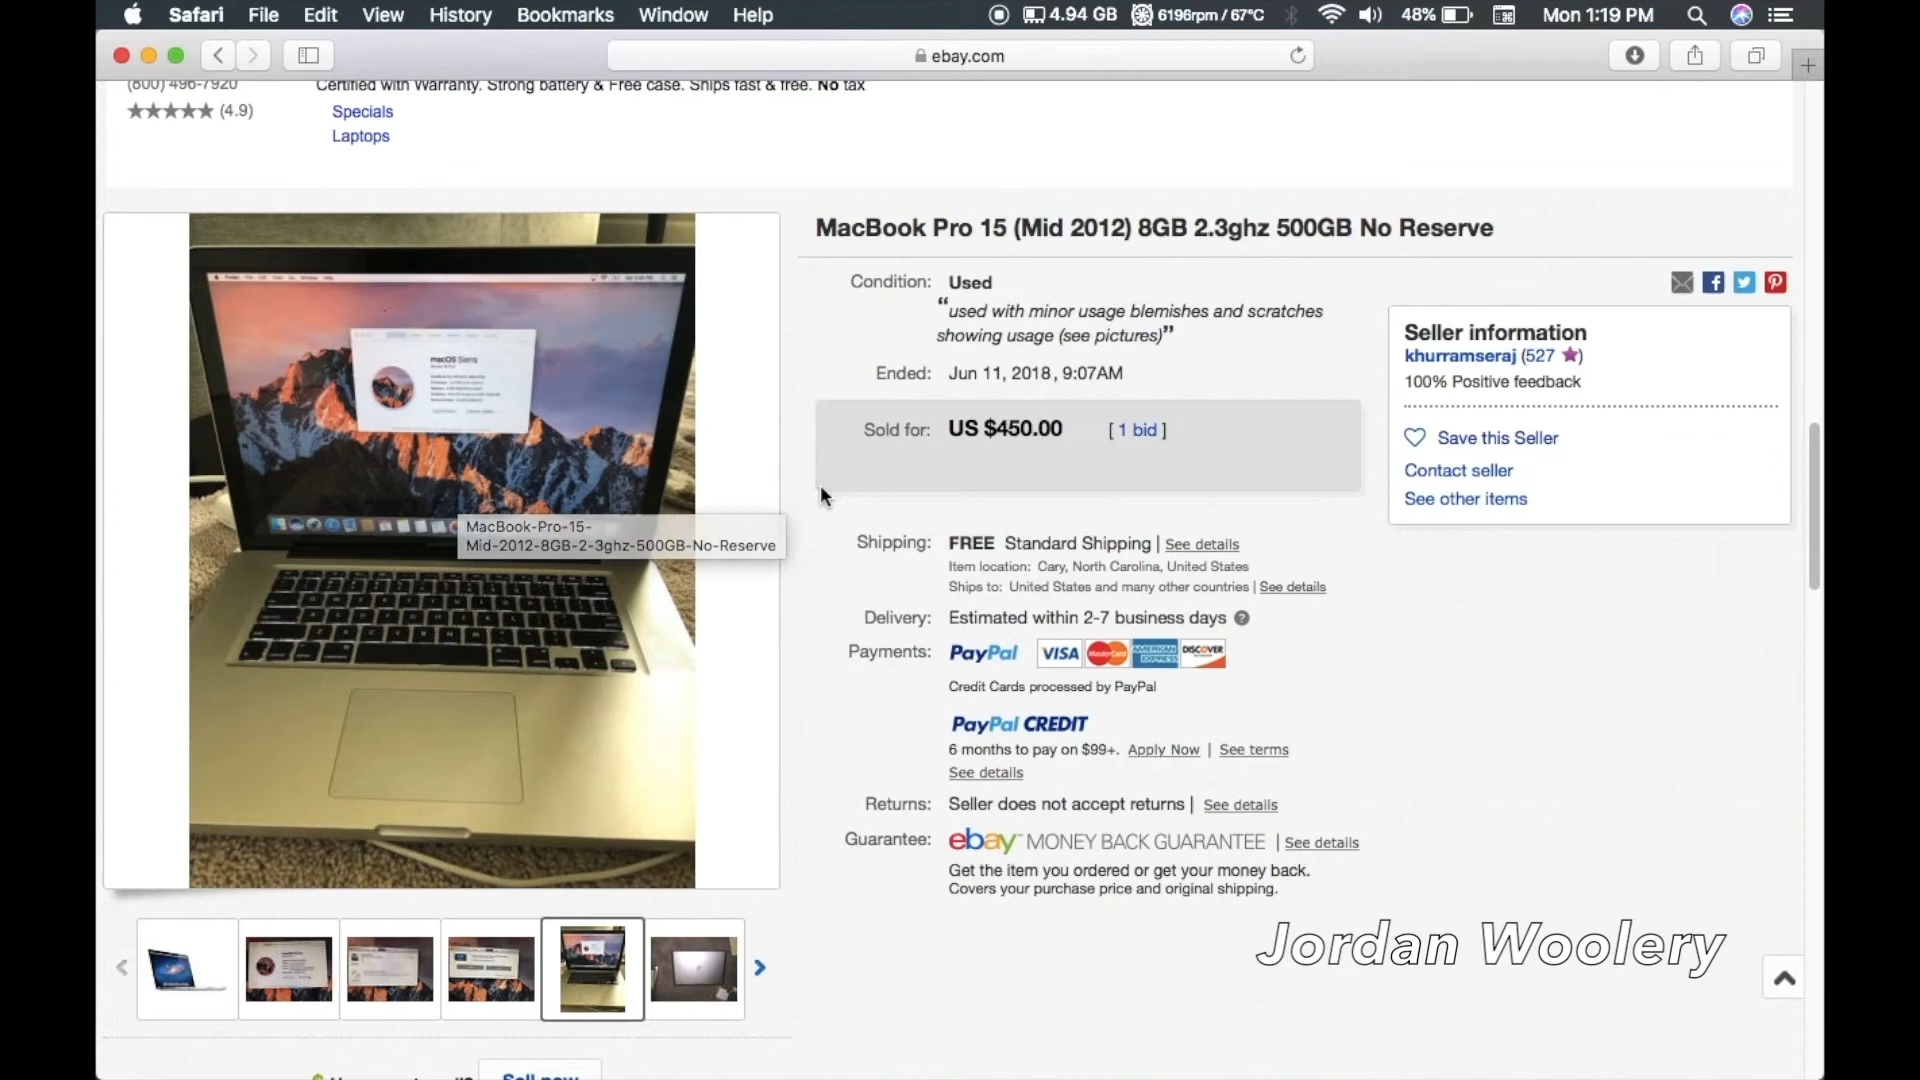 Safari File Edit View History Bookmarks Window Help 4.94 GB 6196rpm / 67°C 48% Mon 1:19 PM
ebay.com
(800) 496-7920
Certified with Warranty. Strong battery & Free case. Ships fast & free. No tax
(4.9)
Specials
Laptops
MacBook Pro 15 (Mid 2012) 8GB 2.3ghz 500GB No Reserve
Condition: Used
“used with minor usage blemishes and scratches
showing usage (see pictures)”
Ended: Jun 11, 2018, 9:07AM
Sold for: US $450.00 [ 1 bid ]
Seller information
khurramseraj (527 )
100% Positive feedback
Save this Seller
Contact seller
See other items
macOS Sierra
MacBook-Pro-15-
Mid-2012-8GB-2-3ghz-500GB-No-Reserve
Shipping: FREE Standard Shipping | See details
Item location: Cary, North Carolina, United States
Ships to: United States and many other countries | See details
Delivery: Estimated within 2-7 business days ?
Payments: PayPal VISA MasterCard AMERICAN EXPRESS DISCOVER
Credit Cards processed by PayPal
PayPal CREDIT
6 months to pay on $99+. Apply Now | See terms
See details
Returns: Seller does not accept returns | See details
Guarantee: ebay MONEY BACK GUARANTEE | See details
Get the item you ordered or get your money back.
Covers your purchase price and original shipping.
Jordan Woolery
Sell now